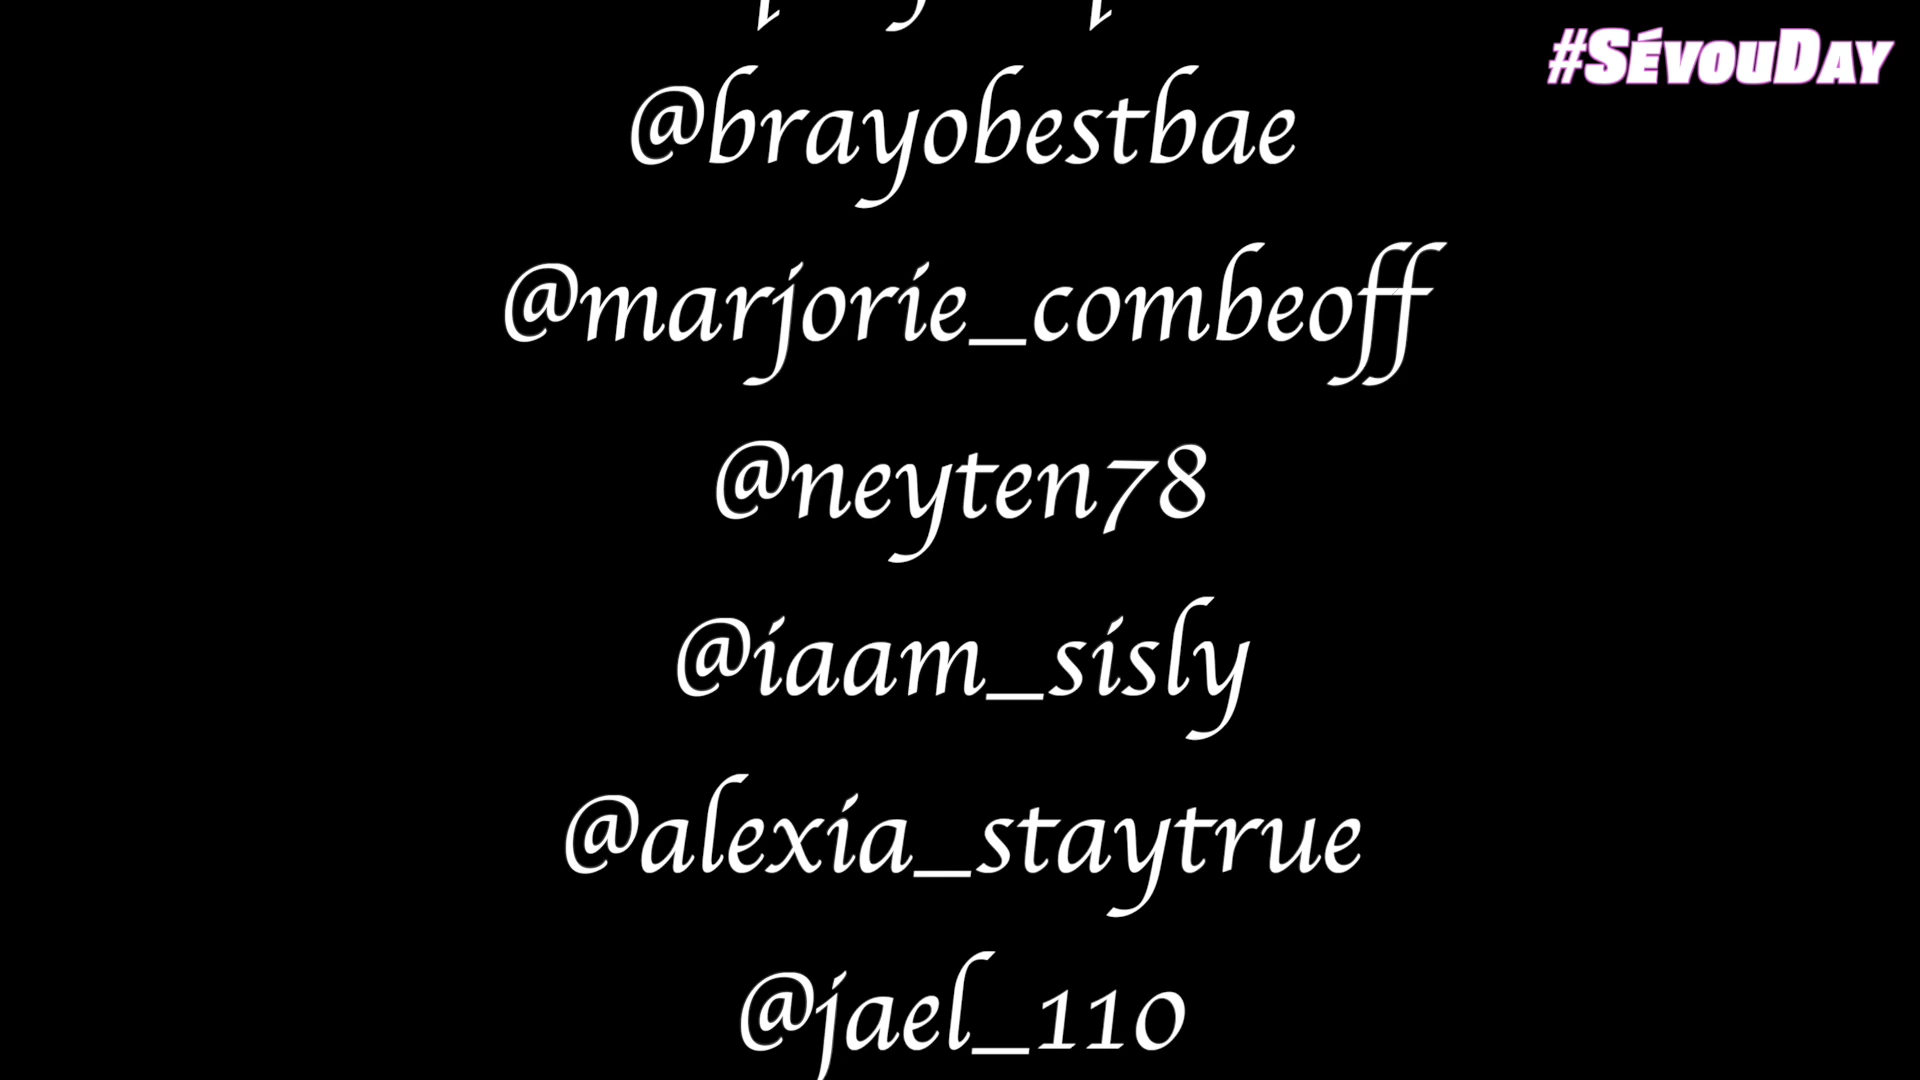 #SÉVOUDAY
@brayobestbae
@marjorie_combeoff
@neyten78
@iaam_sisly
@alexia_staytrue
@jael_110